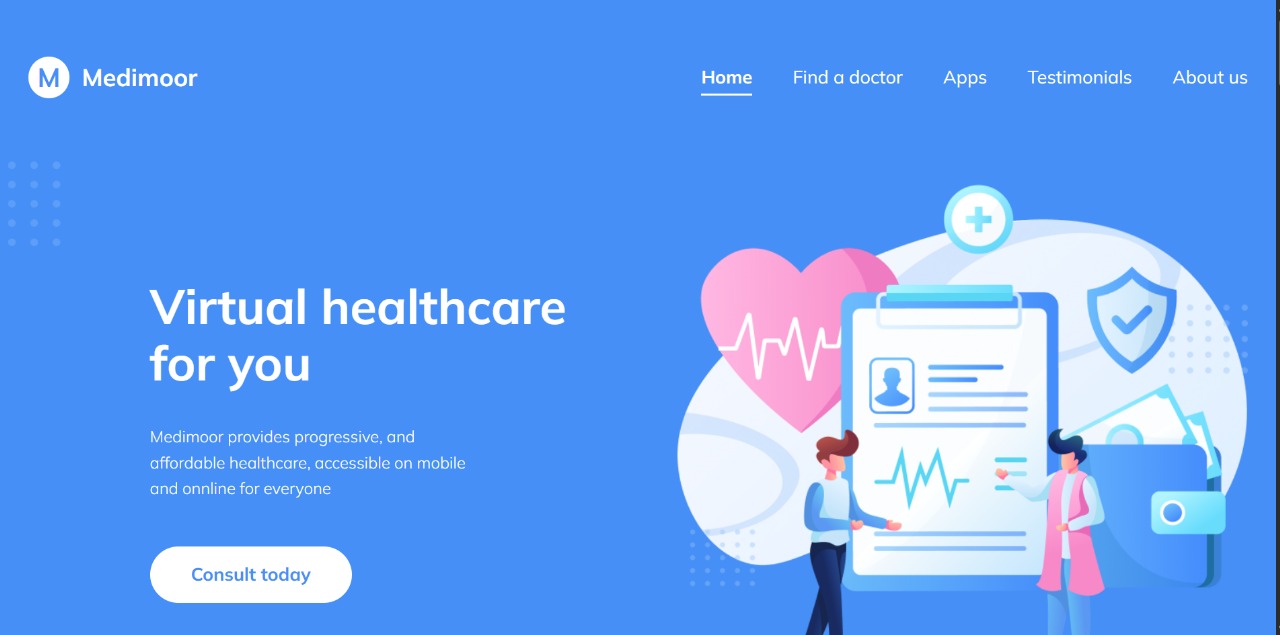 M Medimoor
Home Find a doctor Apps Testimonials About us
Virtual healthcare
for you
Medimoor provides progressive, and
affordable healthcare, accessible on mobile
and onnline for everyone
Consult today